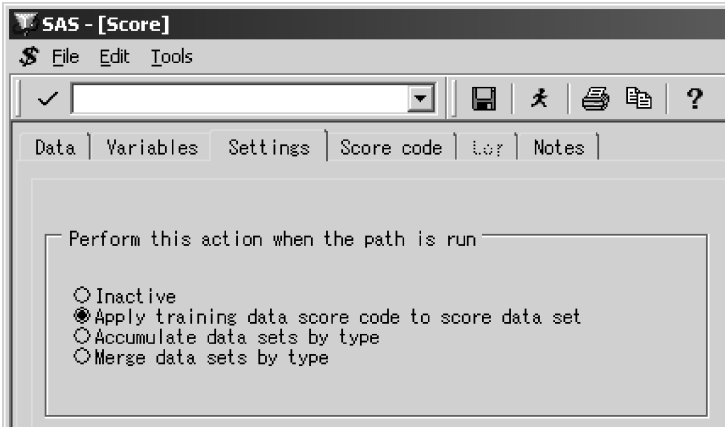 SAS - [Score]
File Edit Tools
?
Data Variables Settings Score code Notes
Perform this action when the path is run
Inactive
Apply training data score code to score data set
Accumulate data sets by type
Merge data sets by type